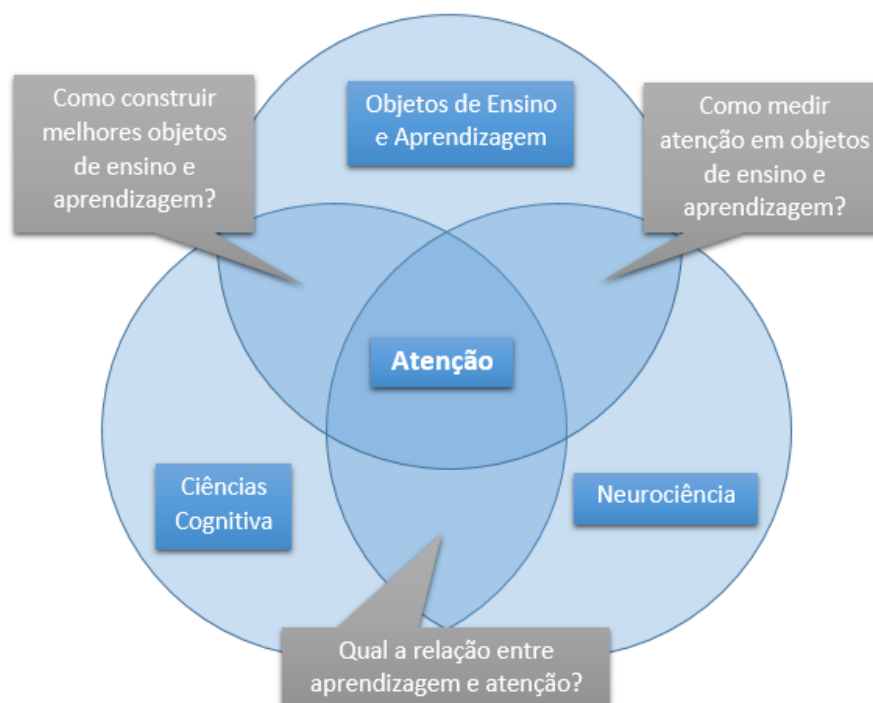 Como construir
melhores objetos
de ensino e
aprendizagem?
Objetos de Ensino
e Aprendizagem
Como medir
atenção em objetos
de ensino e
aprendizagem?
Atenção
Ciências
Cognitiva
Neurociência
Qual a relação entre
aprendizagem e atenção?